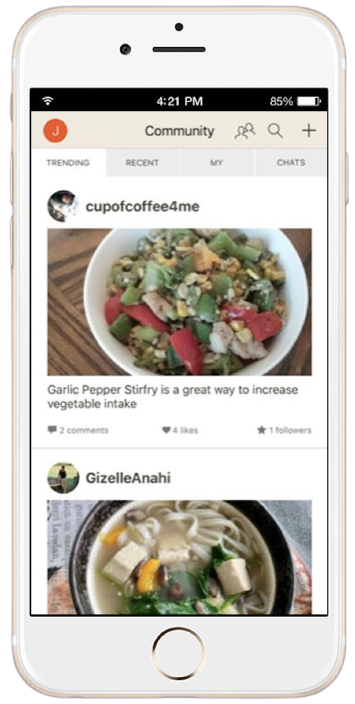 4:21 PM
85%
J
Community
TRENDING
RECENT
MY
CHATS
cupofcoffee4me
Garlic Pepper Stirfry is a great way to increase
vegetable intake
2 comments
4 likes
1 followers
GizelleAnahi